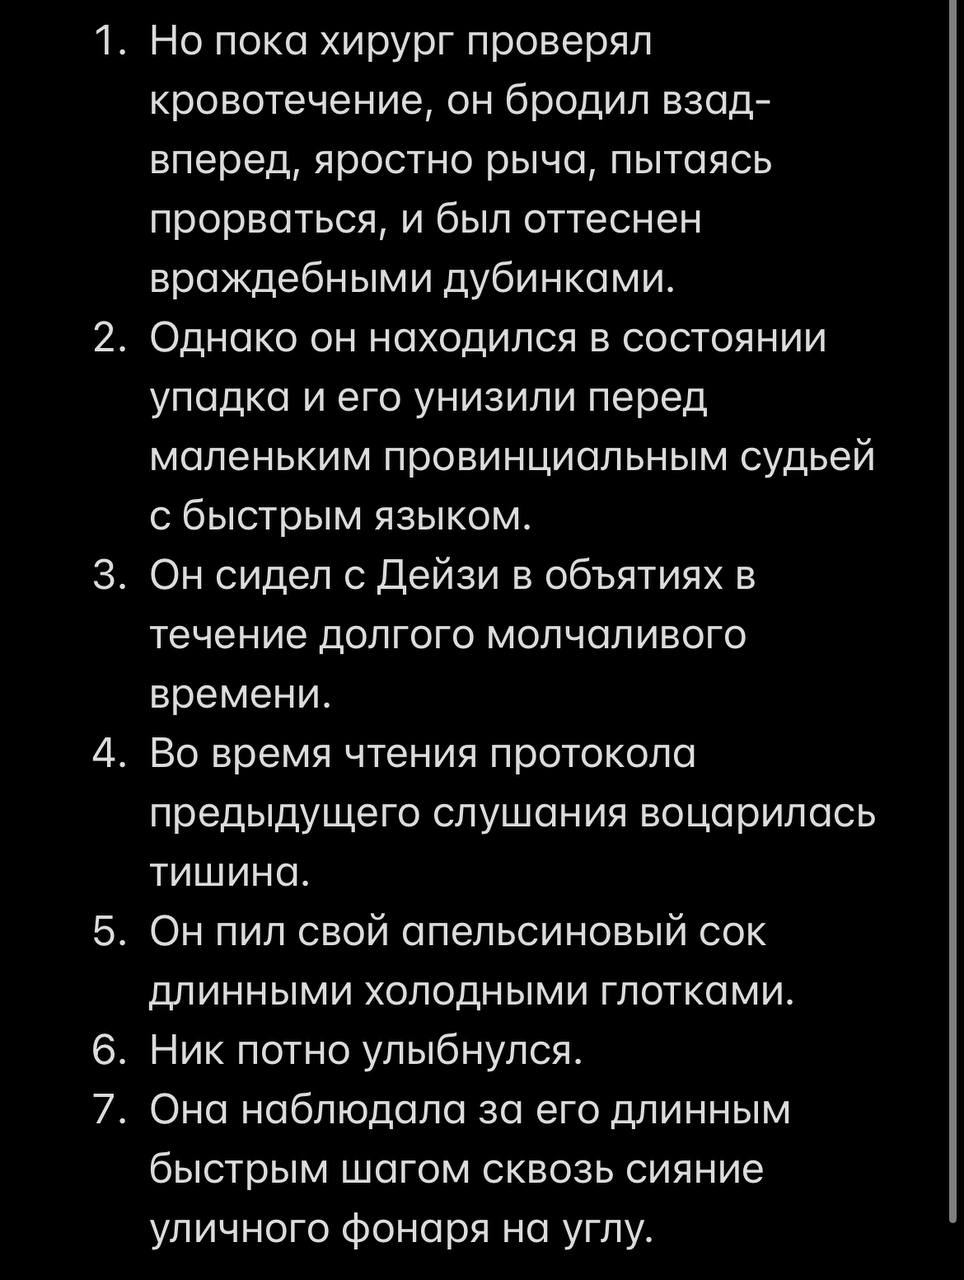 1. Но пока хирург проверял
кровотечение, он бродил взад-
вперед, яростно рыча, пытаясь
прорваться, и был оттеснен
враждебными дубинками.
2. Однако он находился в состоянии
упадка и его унизили перед
маленьким провинциальным судьей
с быстрым языком.
3. Он сидел с Дейзи в объятиях в
течение долгого молчаливого
времени.
4. Во время чтения протокола
предыдущего слушания воцарилась
тишина.
5. Он пил свой апельсиновый сок
длинными холодными глотками.
6. Ник потно улыбнулся.
7. Она наблюдала за его длинным
быстрым шагом сквозь сияние
уличного фонаря на углу.